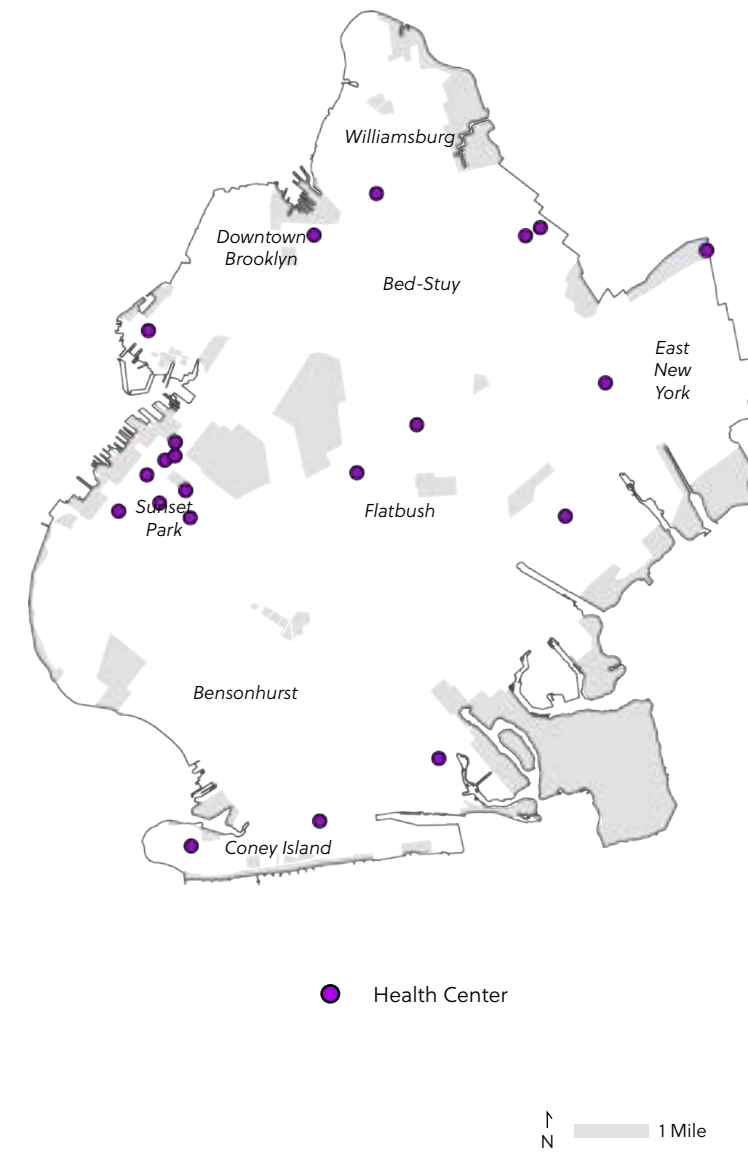 Williamsburg
Downtown
Brooklyn
Bed-Stuy
East
New
York
Sunset
Park
Flatbush
Bensonhurst
Coney Island
Health Center
N
1 Mile